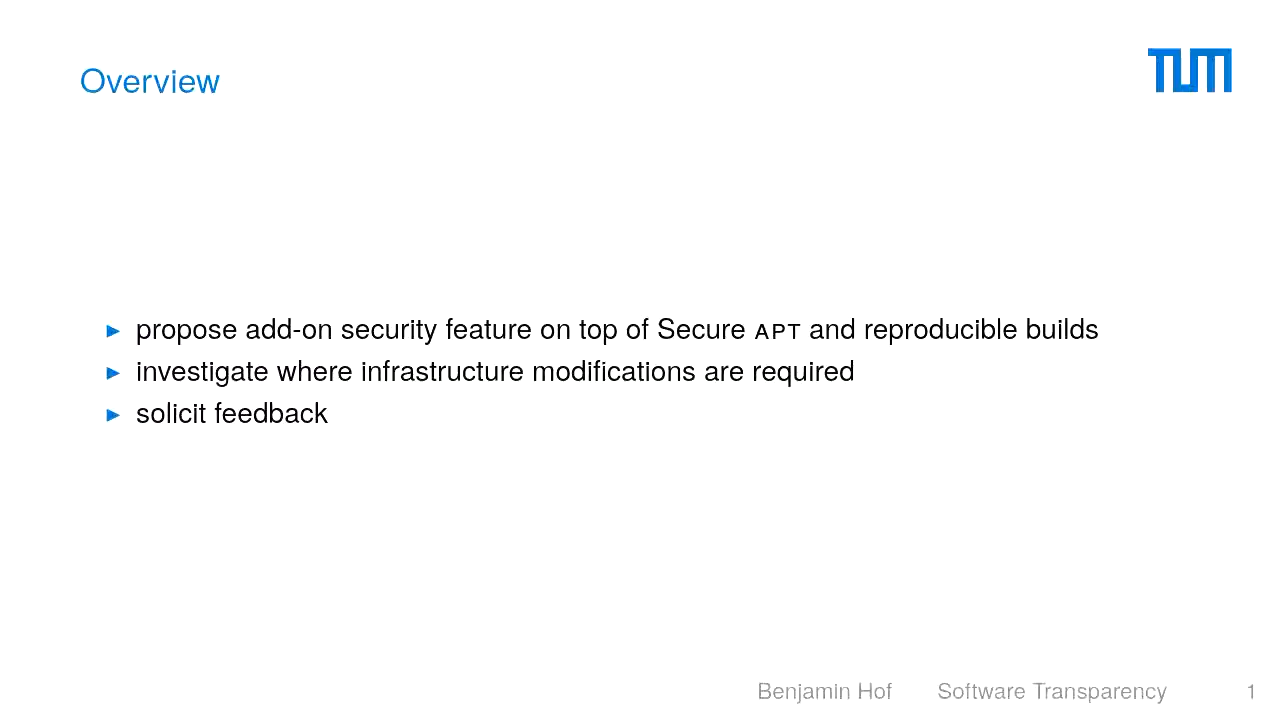 Overview
TUM
► propose add-on security feature on top of Secure APT and reproducible builds
► investigate where infrastructure modifications are required
► solicit feedback
Benjamin Hof Software Transparency 1